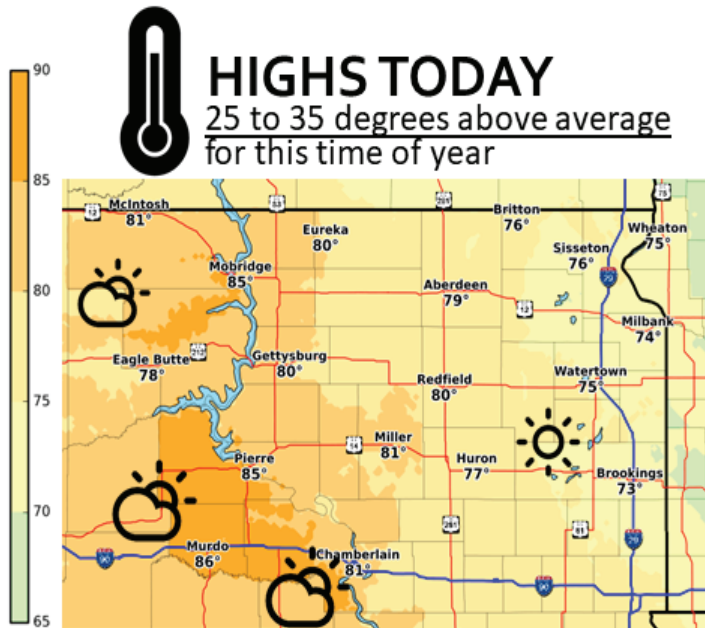 HIGHS TODAY
25 to 35 degrees above average
for this time of year
90
85
80
75
70
65
12
McIntosh
81°
83
281
Britton
76°
75
Wheaton
75°
Eureka
80°
Sisseton
76°
Mobridge
85°
29
Aberdeen
79°
12
Milbank
74°
212
Eagle Butte
78°
Gettysburg
80°
Redfield
80°
Watertown
75°
14
Miller
81°
Huron
77°
Pierre
85°
Brookings
73°
281
81
29
90
Murdo
86°
Chamberlain
81°
90